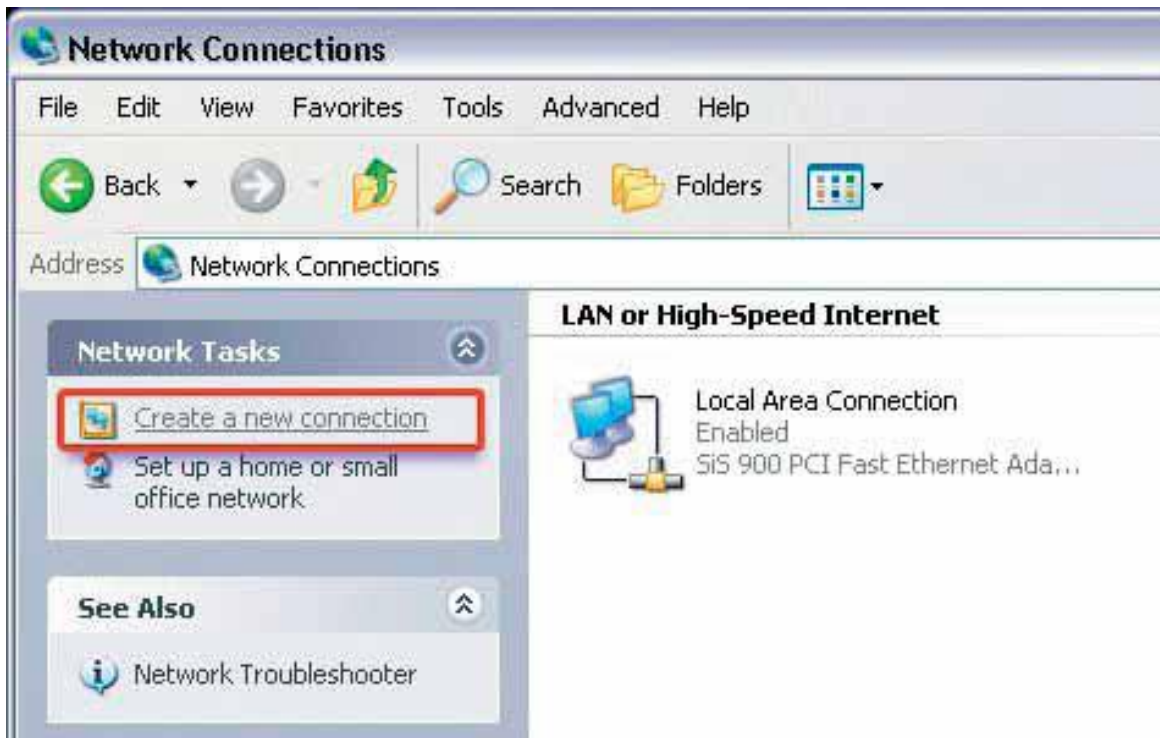 Network Connections
File Edit View Favorites Tools Advanced Help
Back Search Folders
Address Network Connections
Network Tasks
Create a new connection
Set up a home or small
office network
See Also
Network Troubleshooter
LAN or High-Speed Internet
Local Area Connection
Enabled
SiS 900 PCI Fast Ethernet Ada...